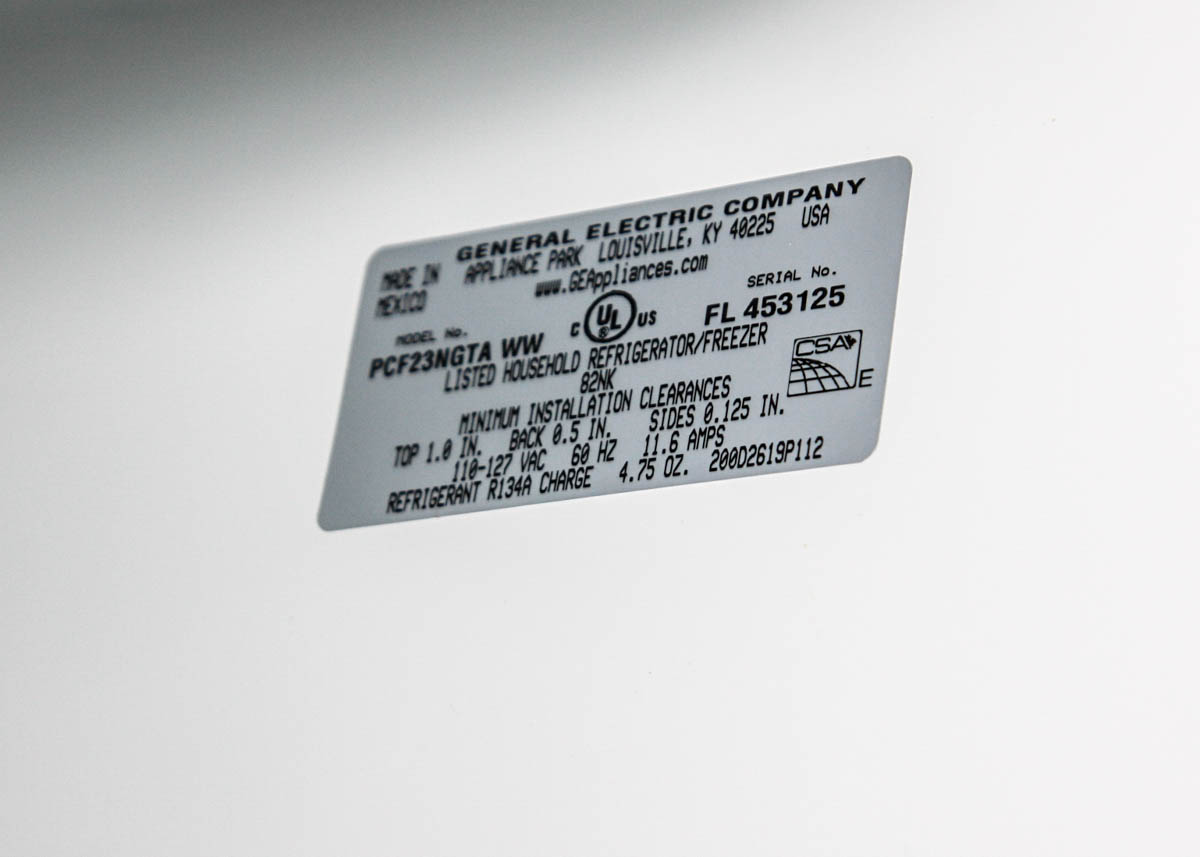 GENERAL ELECTRIC COMPANY
MADE IN MEXICO
APPLIANCE PARK LOUISVILLE, KY 40225 USA
www.GEAppliances.com
MODEL No.
PCF23NGTA WW
C UL ® US
SERIAL No.
FL 453125
LISTED HOUSEHOLD REFRIGERATOR/FREEZER
82NK
CSA
E
MINIMUM INSTALLATION CLEARANCES
TOP 1.0 IN. BACK 0.5 IN. SIDES 0.125 IN.
110-127 VAC 60 HZ 11.6 AMPS
REFRIGERANT R134A CHARGE 4.75 OZ. 200D2619P112